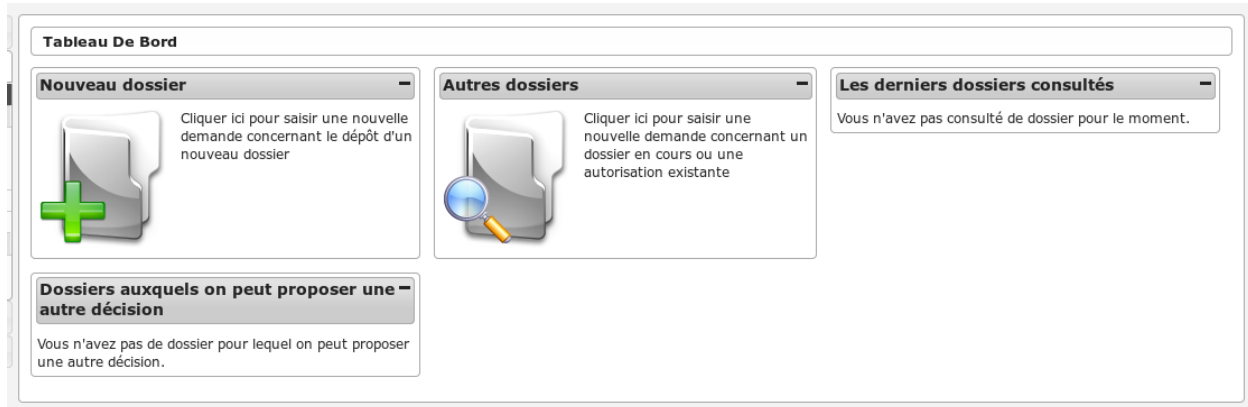 Tableau De Bord
Nouveau dossier
Cliquer ici pour saisir une nouvelle
demande concernant le dépôt d'un
nouveau dossier
Autres dossiers
Cliquer ici pour saisir une
nouvelle demande concernant un
dossier en cours ou une
autorisation existante
Les derniers dossiers consultés
Vous n'avez pas consulté de dossier pour le moment.
Dossiers auxquels on peut proposer une
autre décision
Vous n'avez pas de dossier pour lequel on peut proposer
une autre décision.